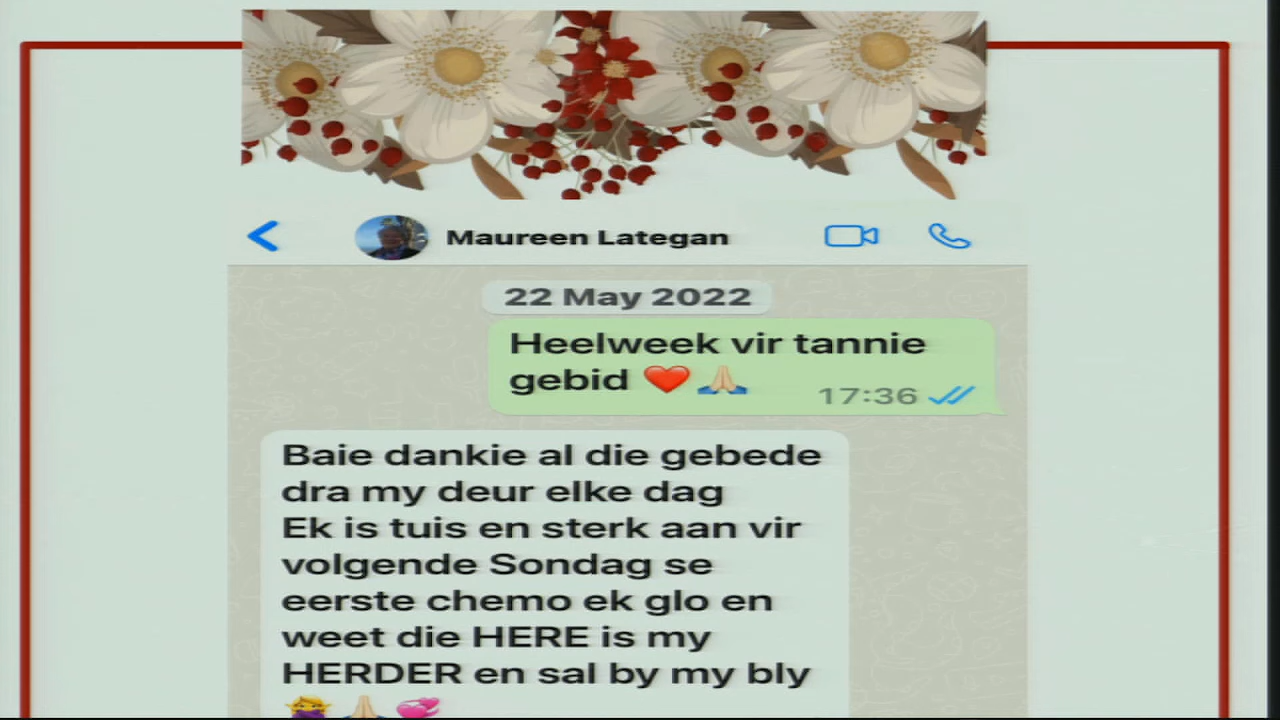 Maureen Lategan
22 May 2022
Heelweek vir tannie
gebid ❤️🙏🏼
17:36
Baie dankie al die gebede
dra my deur elke dag
Ek is tuis en sterk aan vir
volgende Sondag se
eerste chemo ek glo en
weet die HERE is my
HERDER en sal by my bly